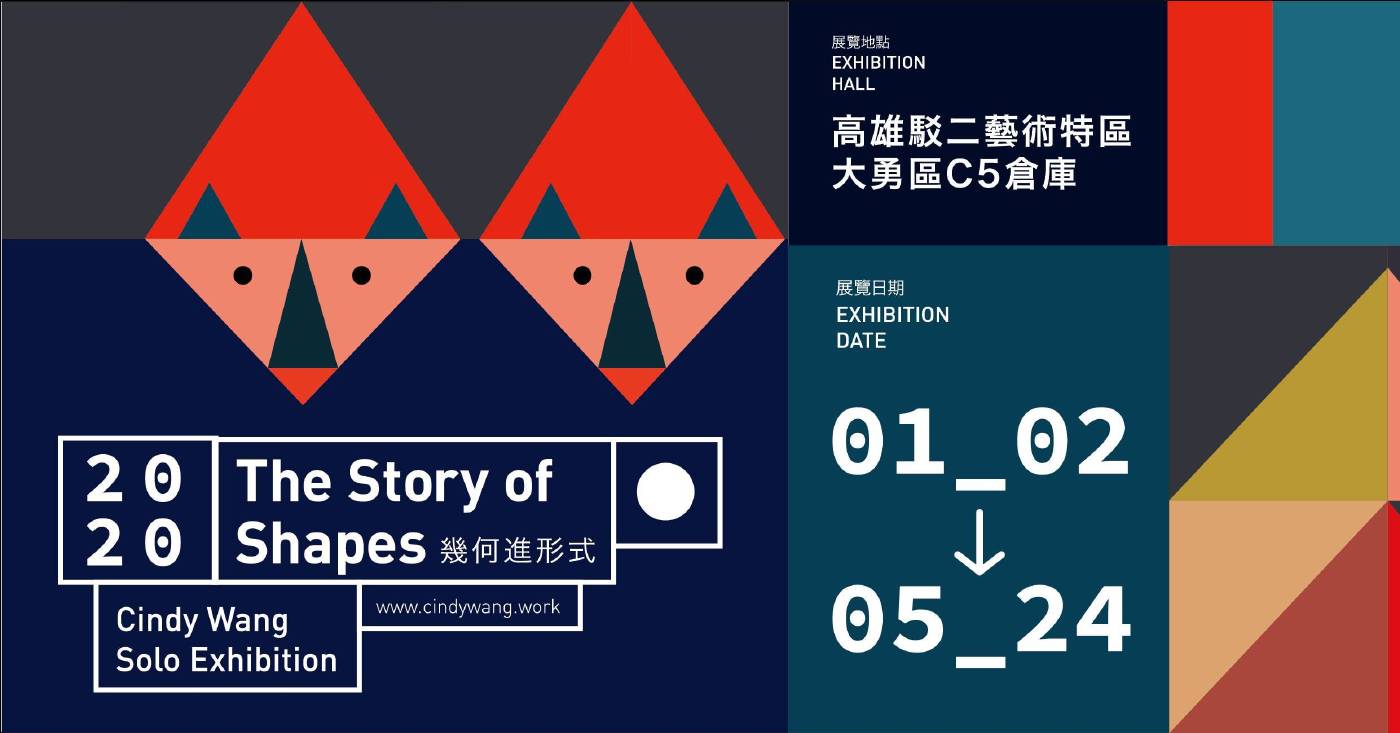 展覽地點
EXHIBITION
HALL
高雄駁二藝術特區
大勇區C5倉庫
展覽日期
EXHIBITION
DATE
01_02
05_24
20
20
The Story of
Shapes 幾何進形式
Cindy Wang
Solo Exhibition
www.cindywang.work